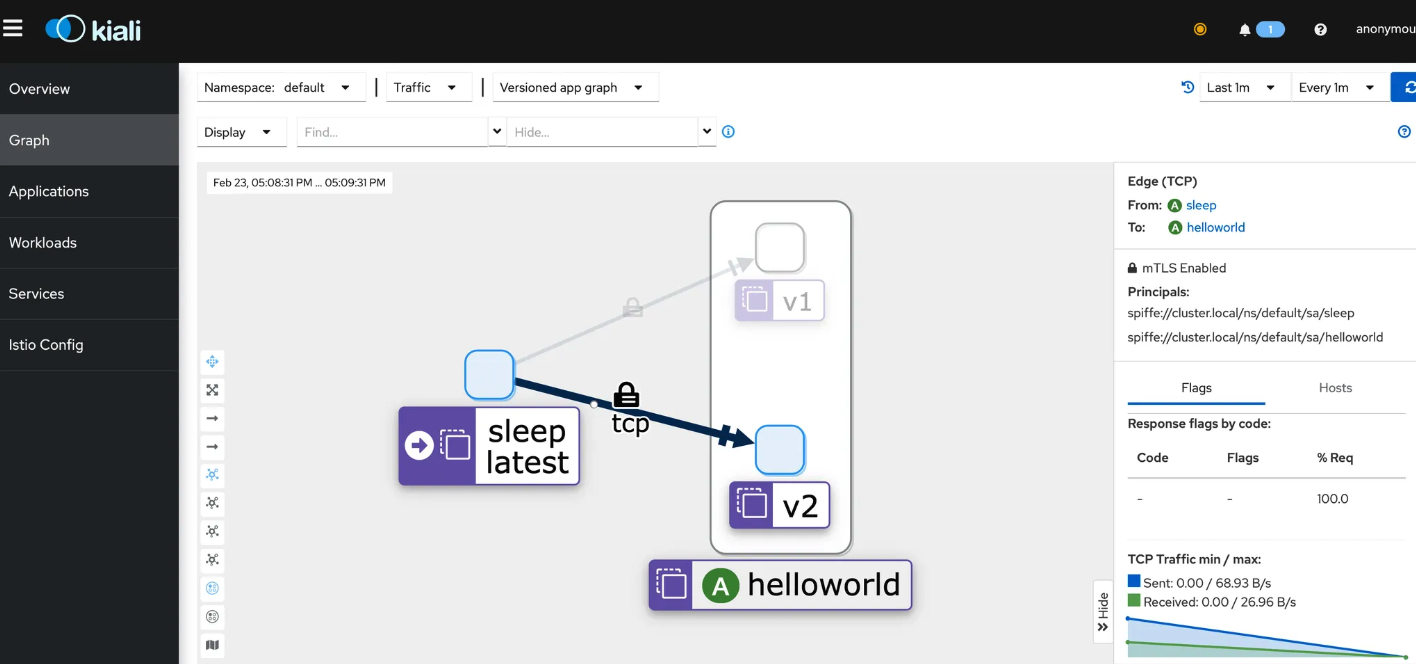 kiali
1
anonymou
Overview
Graph
Applications
Workloads
Services
Istio Config
Namespace: default
Traffic
Versioned app graph
Last 1m
Every 1m
Display
Find...
Hide...
Feb 23, 05:08:31 PM ... 05:09:31 PM
v1
tcp
sleep
latest
v2
A helloworld
Hide
Edge (TCP)
From: A sleep
To: A helloworld
mTLS Enabled
Principals:
spiffe://cluster.local/ns/default/sa/sleep
spiffe://cluster.local/ns/default/sa/helloworld
Flags Hosts
Response flags by code:
Code Flags % Req
- - 100.0
TCP Traffic min / max:
Sent: 0.00 / 68.93 B/s
Received: 0.00 / 26.96 B/s